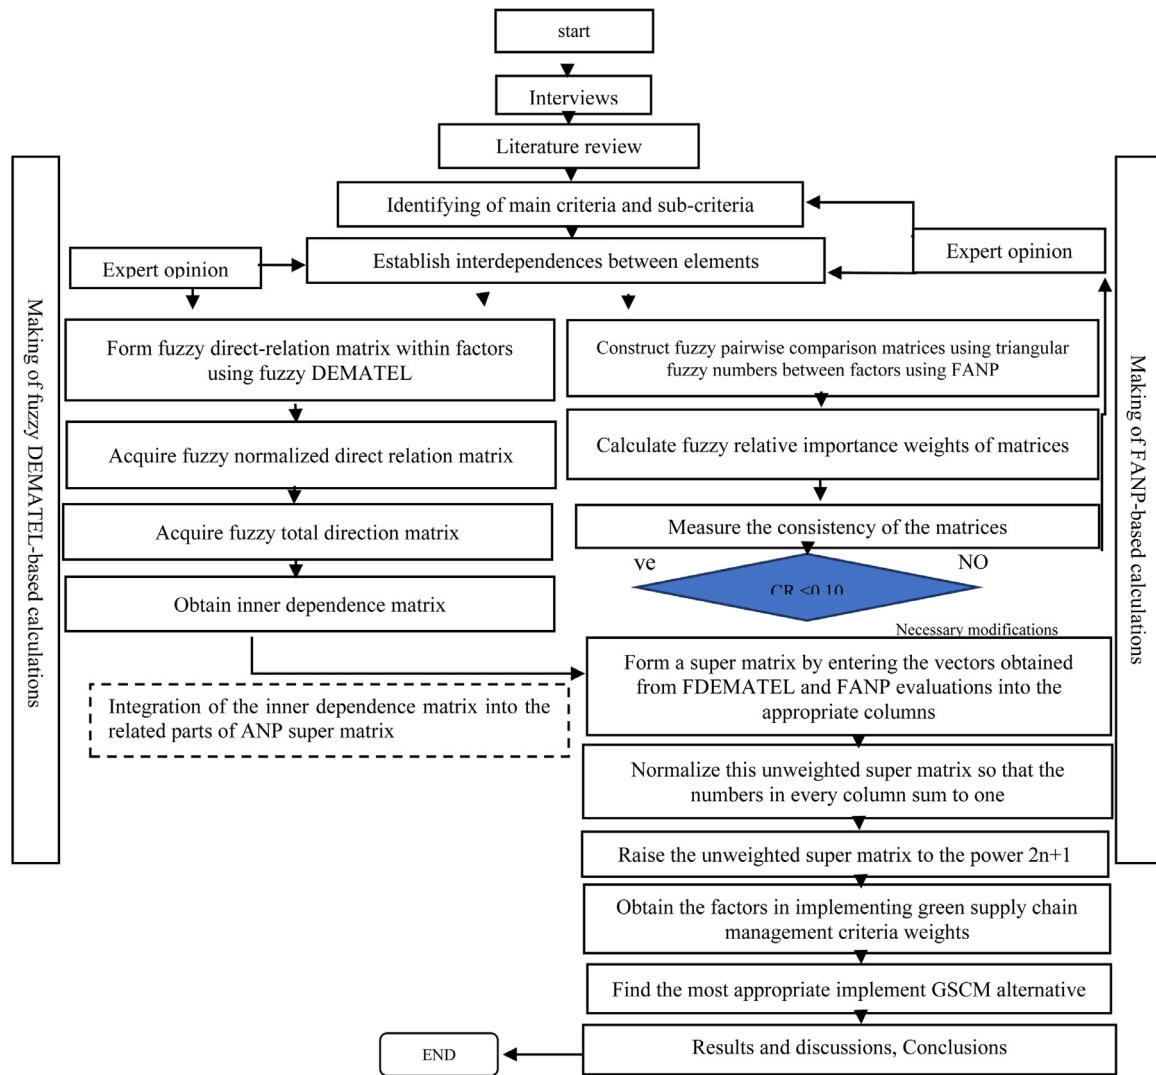 start
Interviews
Literature review
Identifying of main criteria and sub-criteria
Expert opinion
Establish interdependences between elements
Expert opinion
Making of fuzzy DEMATEL-based calculations
Form fuzzy direct-relation matrix within factors
using fuzzy DEMATEL
Acquire fuzzy normalized direct relation matrix
Acquire fuzzy total direction matrix
Obtain inner dependence matrix
Integration of the inner dependence matrix into the
related parts of ANP super matrix
Construct fuzzy pairwise comparison matrices using triangular
fuzzy numbers between factors using FANP
Calculate fuzzy relative importance weights of matrices
Measure the consistency of the matrices
ve
NO
CR <0.10
Necessary modifications
Making of FANP-based calculations
Form a super matrix by entering the vectors obtained
from FDEMATEL and FANP evaluations into the
appropriate columns
Normalize this unweighted super matrix so that the
numbers in every column sum to one
Raise the unweighted super matrix to the power 2n+1
Obtain the factors in implementing green supply chain
management criteria weights
Find the most appropriate implement GSCM alternative
Results and discussions, Conclusions
END